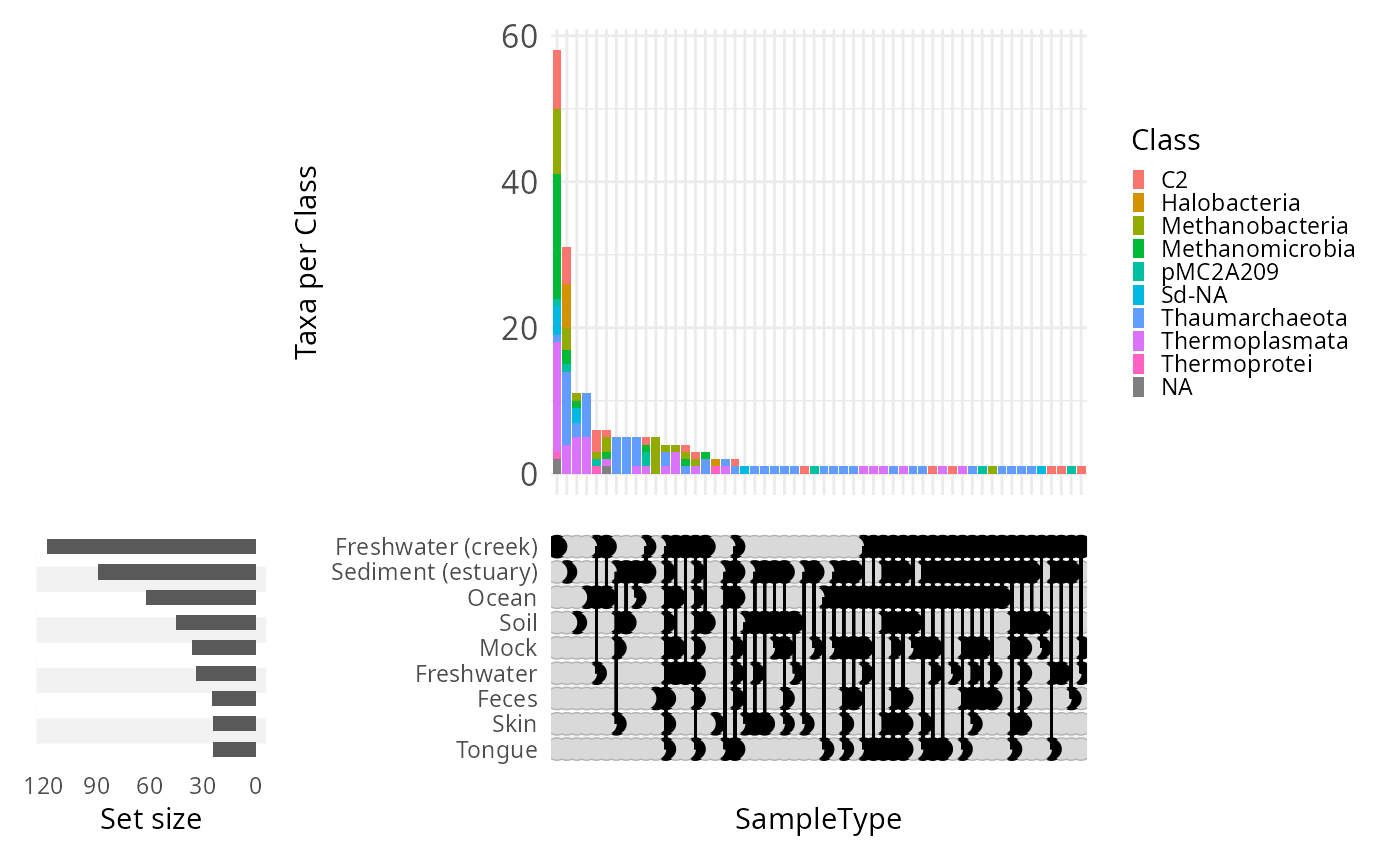 60
40
20
0
Taxa per Class
Class
C2
Halobacteria
Methanobacteria
Methanomicrobia
pMC2A209
Sd-NA
Thaumarchaeota
Thermoplasmata
Thermoprotei
NA
Freshwater (creek)
Sediment (estuary)
Ocean
Soil
Mock
Freshwater
Feces
Skin
Tongue
120 90 60 30 0
Set size
SampleType